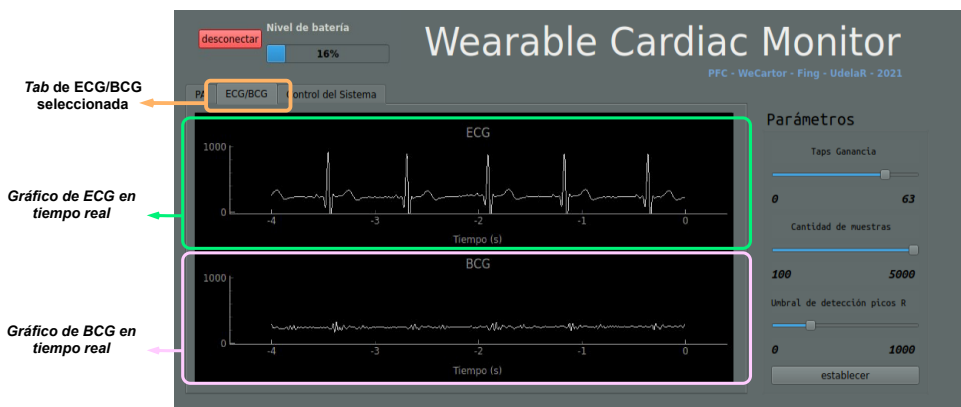 desconectar
Nivel de batería
16%
Wearable Cardiac Monitor
PFC - WeCartor - Fing - UdelaR - 2021
Tab de ECG/BCG
seleccionada
ECG/BCG
Control del Sistema
Gráfico de ECG en
tiempo real
ECG
1000
0
-4
-3
-2
-1
0
Tiempo (s)
Gráfico de BCG en
tiempo real
BCG
1000
0
-4
-3
-2
-1
0
Tiempo (s)
Parámetros
Taps Ganancia
0
63
Cantidad de muestras
100
5000
Umbral de detección picos R
0
1000
establecer